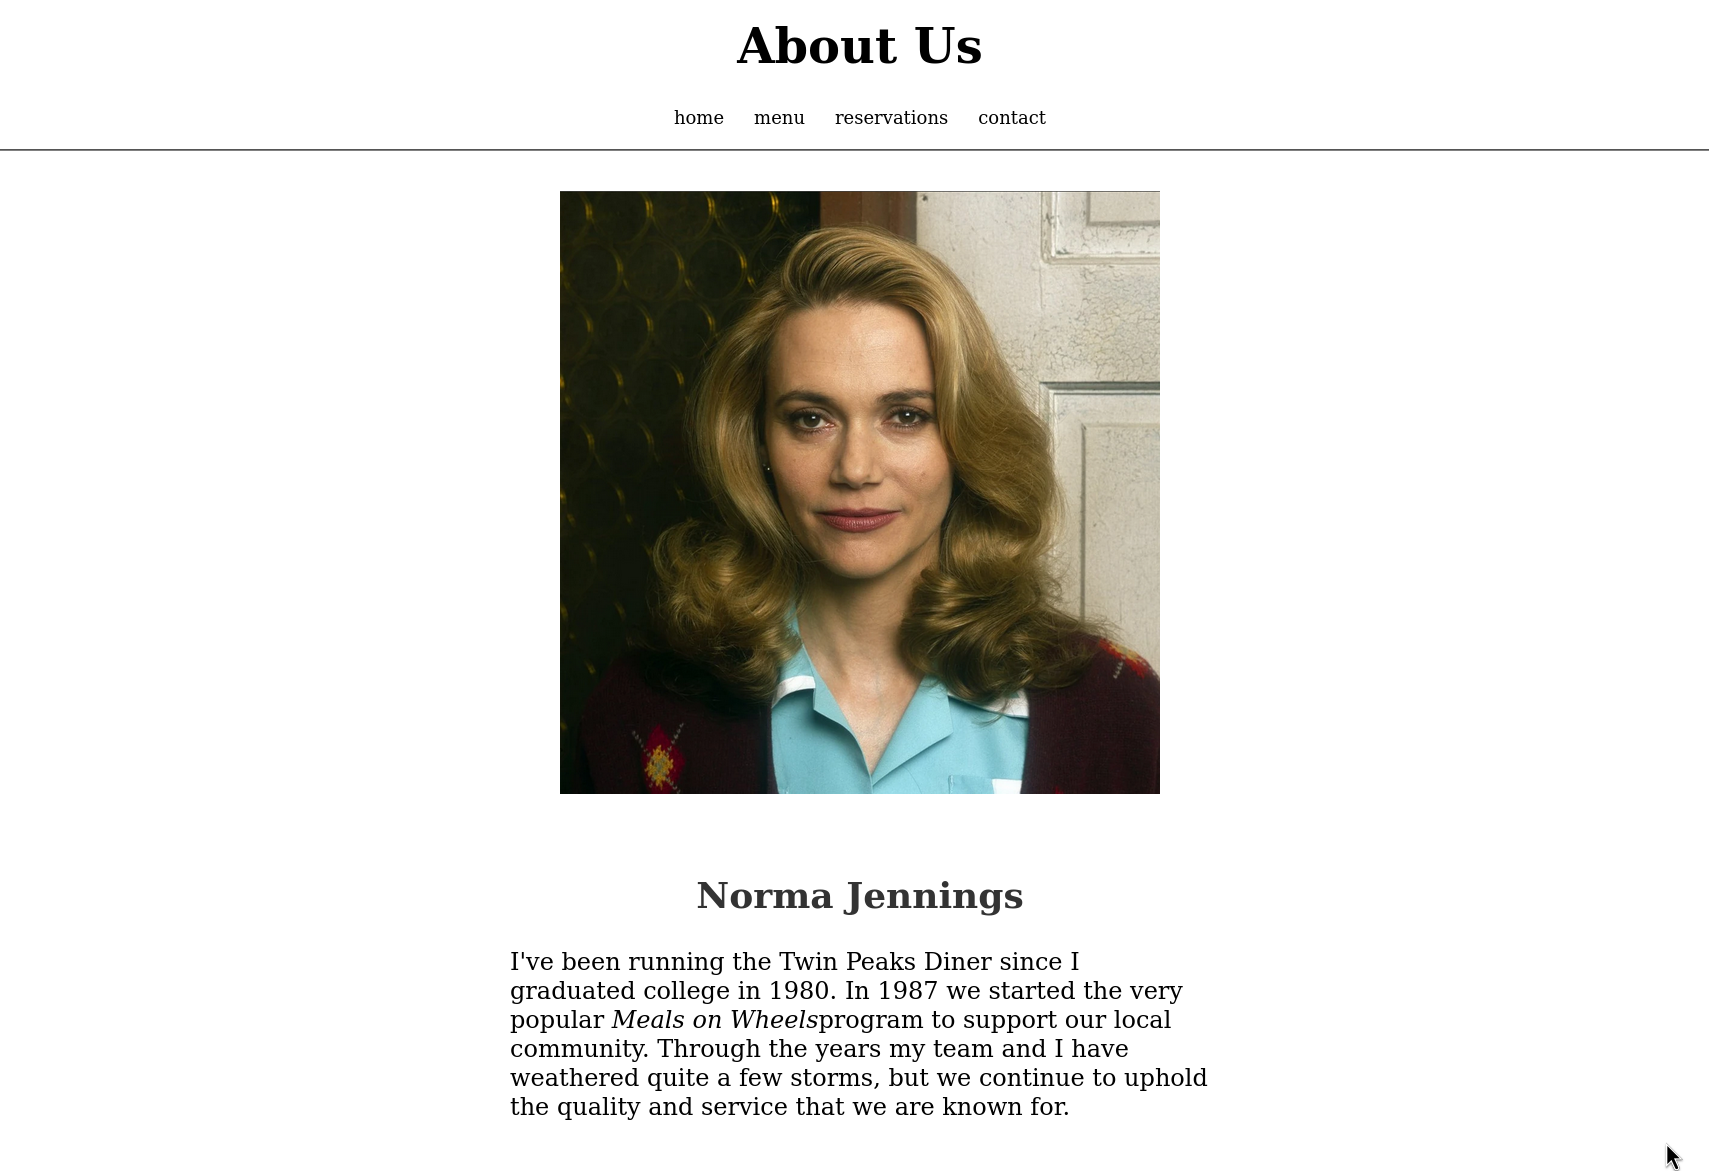 About Us
home menu reservations contact
Norma Jennings
I've been running the Twin Peaks Diner since I
graduated college in 1980. In 1987 we started the very
popular Meals on Wheelsprogram to support our local
community. Through the years my team and I have
weathered quite a few storms, but we continue to uphold
the quality and service that we are known for.